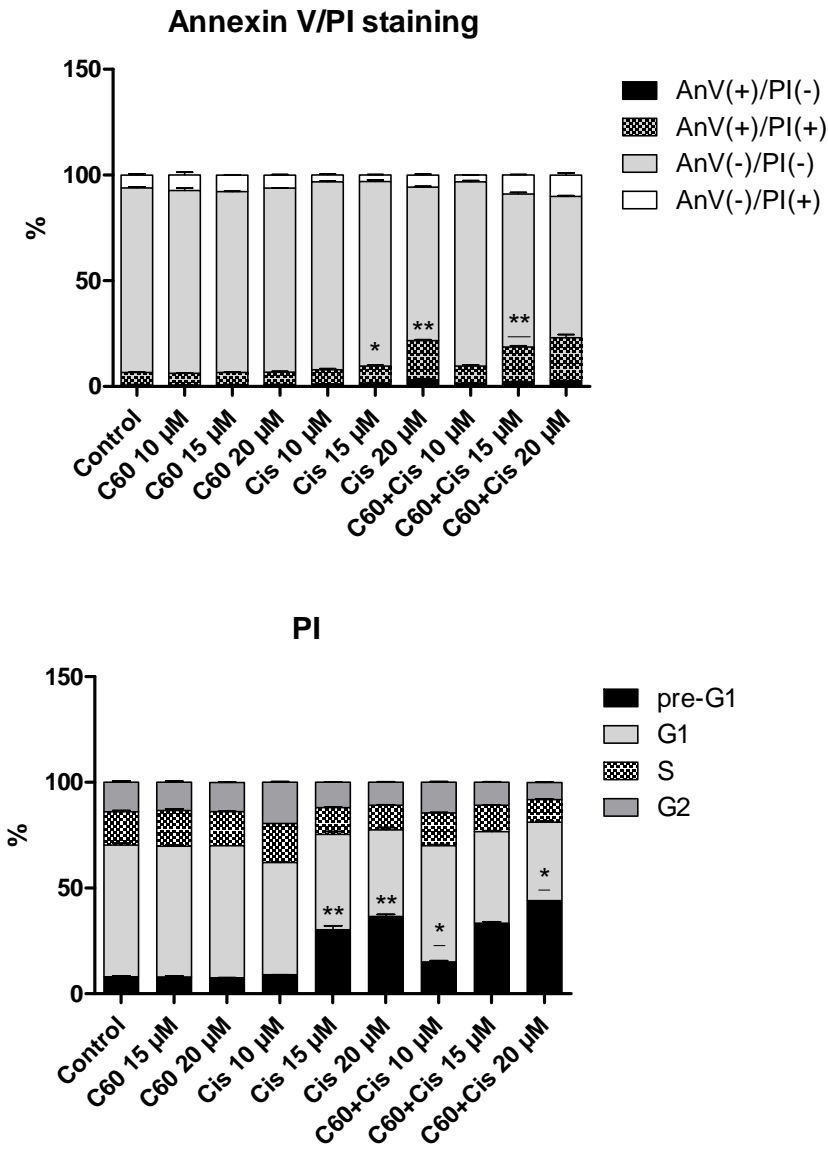 Annexin V/PI staining
150
100
50
0
%
AnV(+)/PI(-)
AnV(+)/PI(+)
AnV(-)/PI(-)
AnV(-)/PI(+)
*
**
**
Control
C60 10 µM
C60 15 µM
C60 20 µM
Cis 10 µM
Cis 15 µM
Cis 20 µM
C60+Cis 10 µM
C60+Cis 15 µM
C60+Cis 20 µM
PI
150
100
50
0
%
pre-G1
G1
S
G2
**
**
*
*
Control
C60 15 µM
C60 20 µM
Cis 10 µM
Cis 15 µM
Cis 20 µM
C60+Cis 10 µM
C60+Cis 15 µM
C60+Cis 20 µM